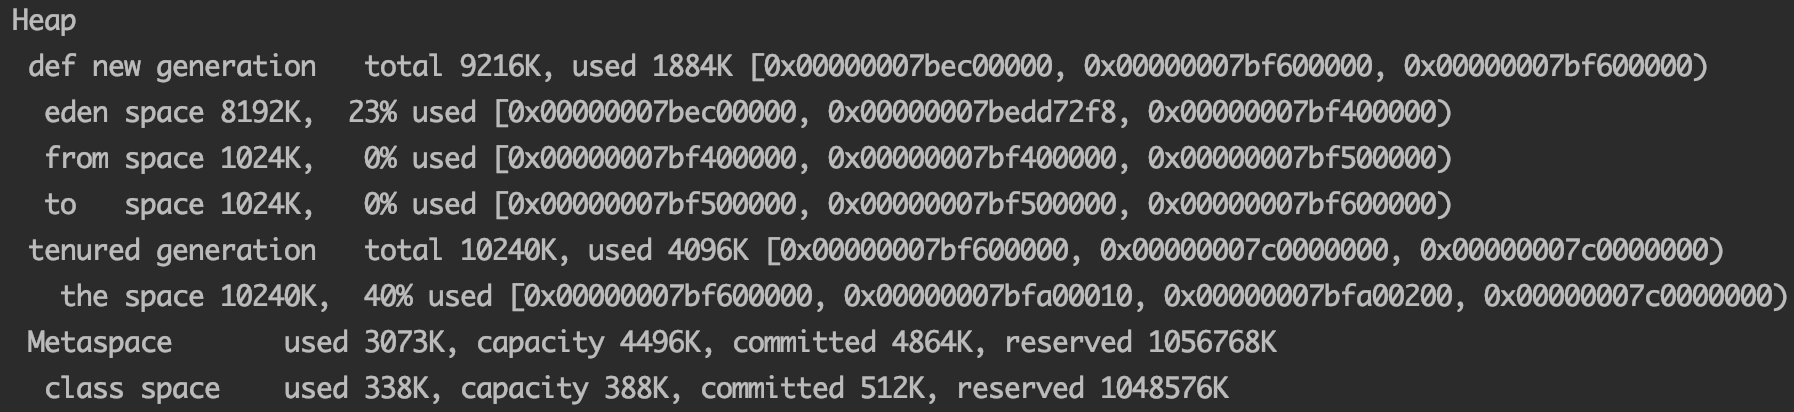 Heap
def new generation   total 9216K, used 1884K [0x00000007bec00000, 0x00000007bf600000, 0x00000007bf600000)
eden space 8192K,  23% used [0x00000007bec00000, 0x00000007bedd72f8, 0x00000007bf400000)
from space 1024K,   0% used [0x00000007bf400000, 0x00000007bf400000, 0x00000007bf500000)
to   space 1024K,   0% used [0x00000007bf500000, 0x00000007bf500000, 0x00000007bf600000)
tenured generation   total 10240K, used 4096K [0x00000007bf600000, 0x00000007c0000000, 0x00000007c0000000)
the space 10240K,  40% used [0x00000007bf600000, 0x00000007bfa00010, 0x00000007bfa00200, 0x00000007c0000000)
Metaspace       used 3073K, capacity 4496K, committed 4864K, reserved 1056768K
class space    used 338K, capacity 388K, committed 512K, reserved 1048576K